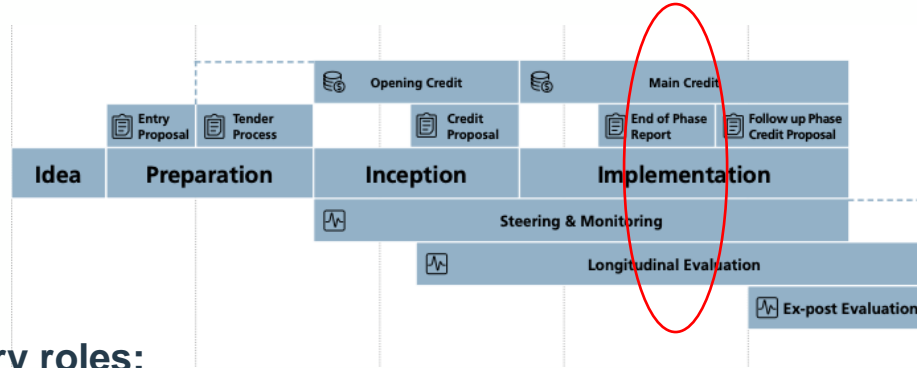 Opening Credit
Main Credit
Entry
Proposal
Tender
Process
Credit
Proposal
End of Phase
Report
Follow up Phase
Credit Proposal
Idea
Preparation
Inception
Implementation
Steering & Monitoring
Longitudinal Evaluation
Ex-post Evaluation
roles: